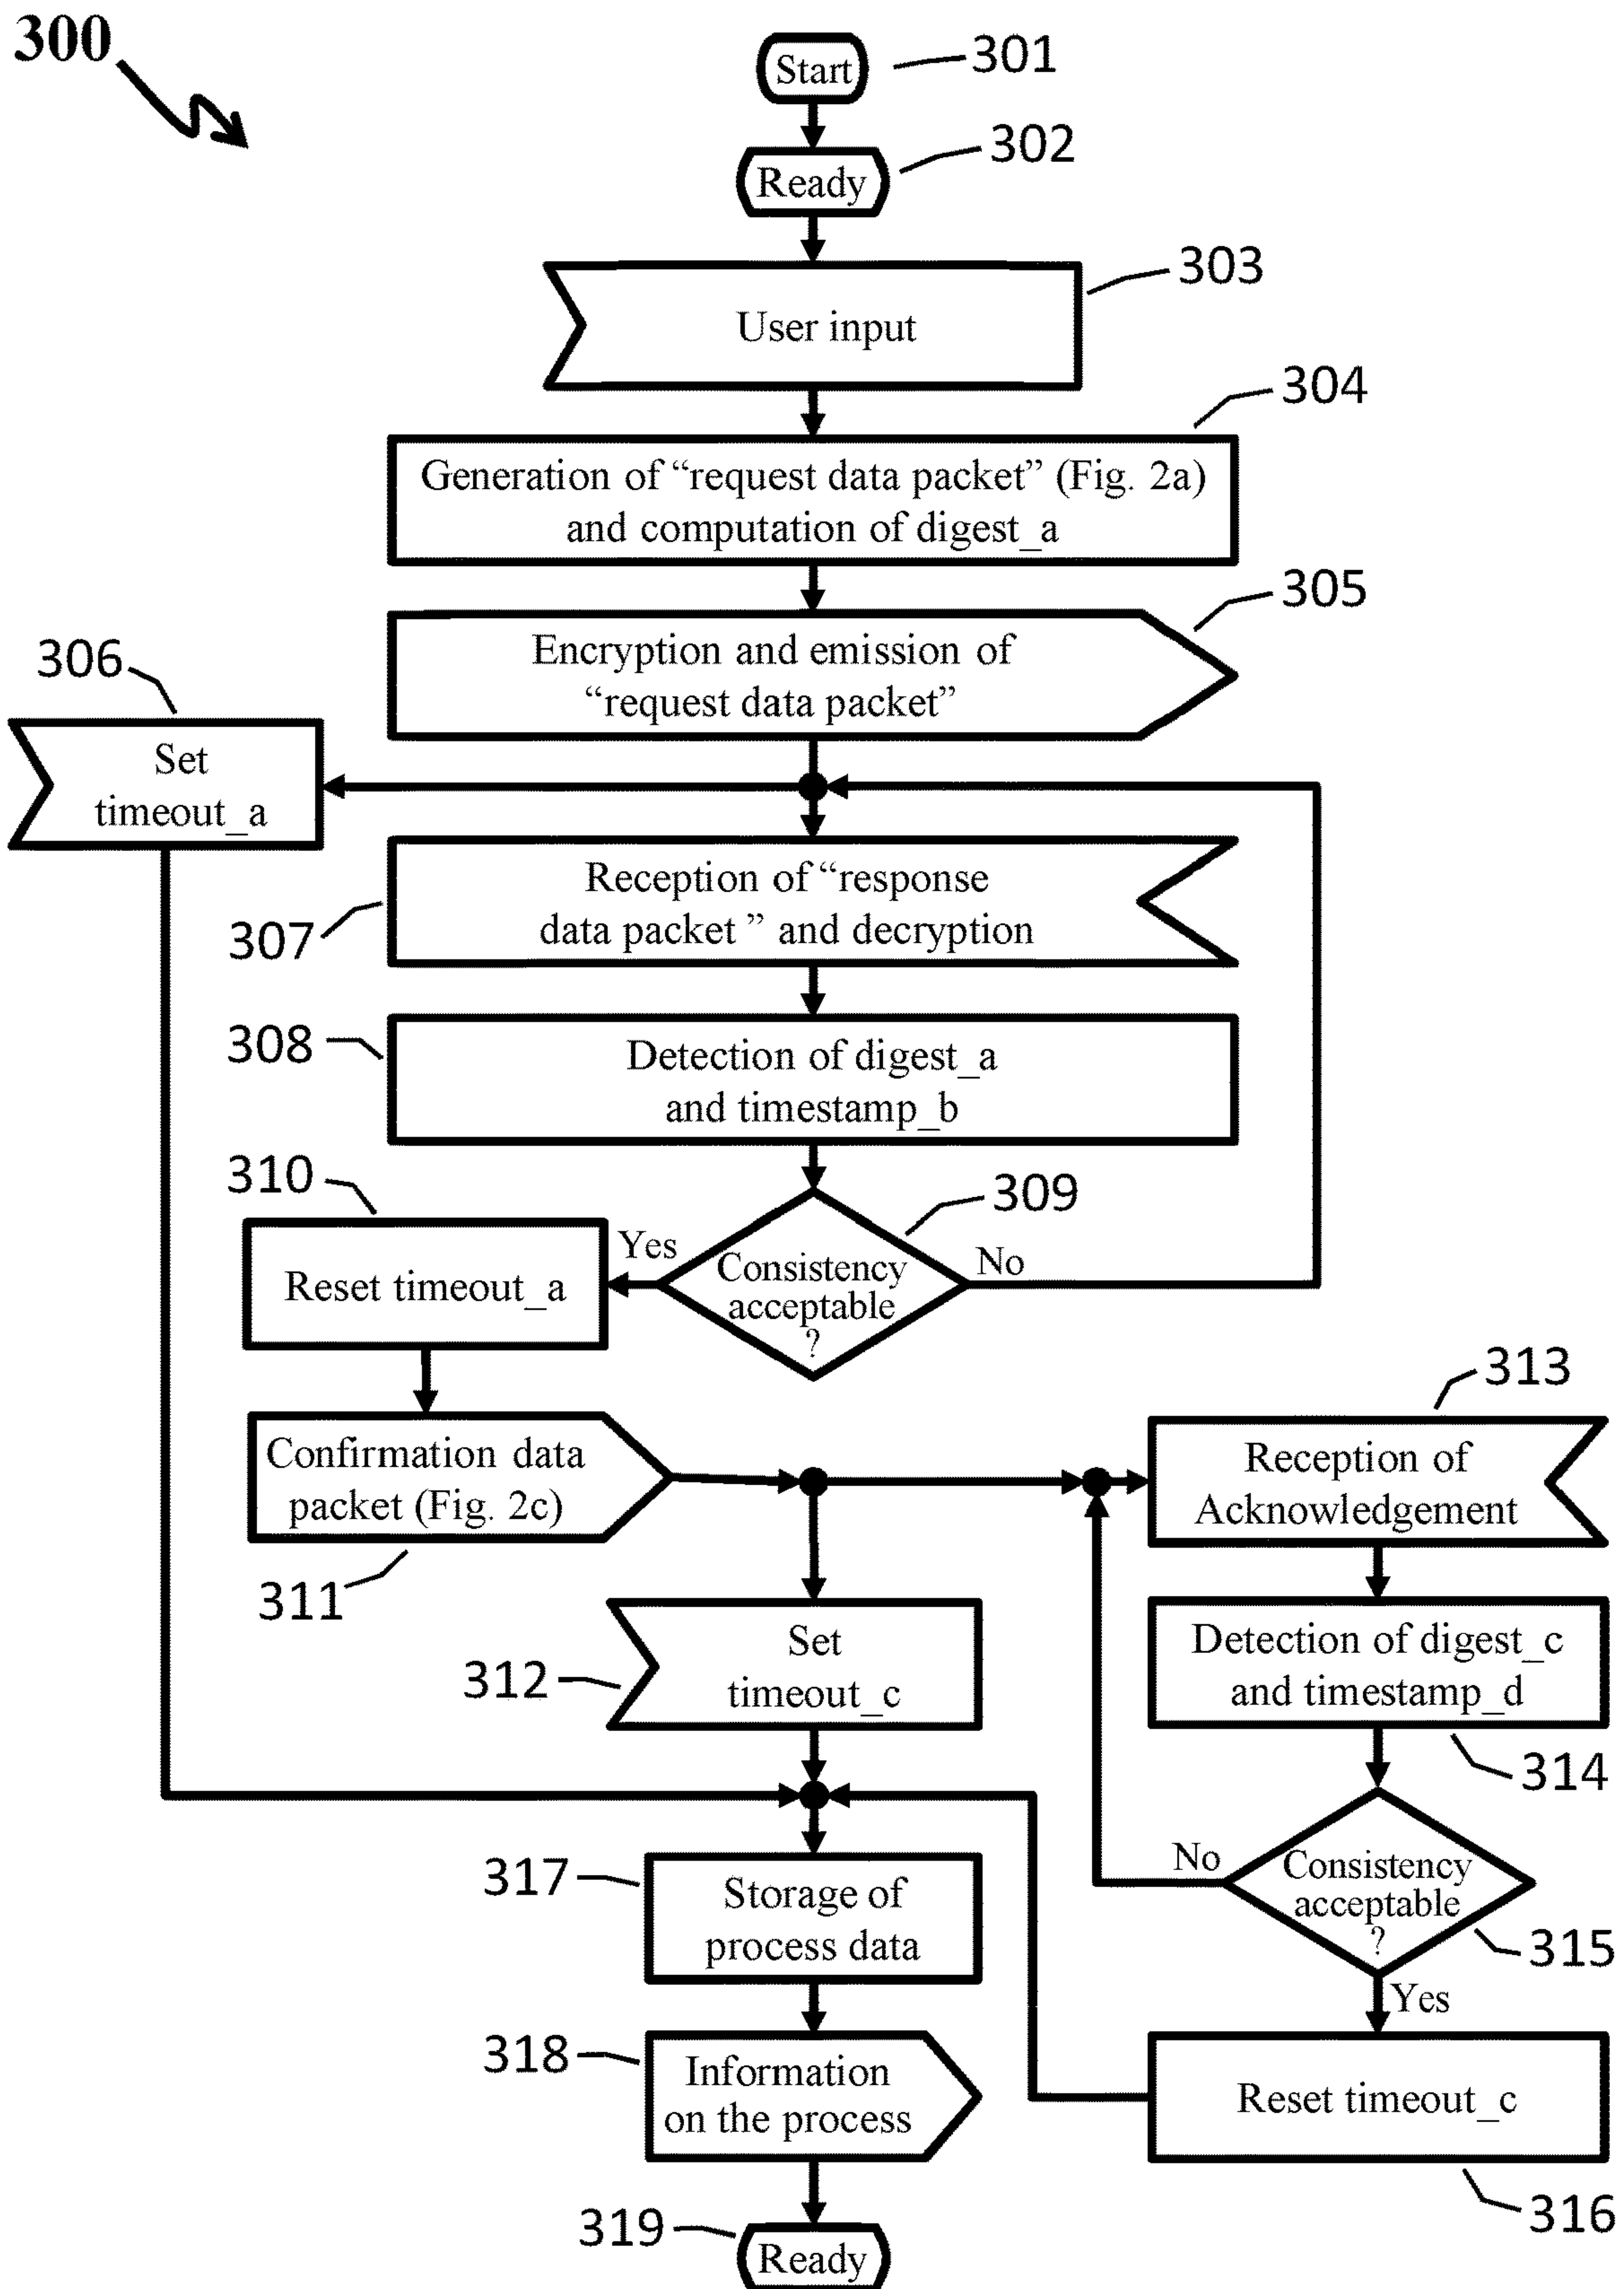 300
Start
301
Ready
302
User input
303
304
Generation of “request data packet” (Fig. 2a)
and computation of digest_a
305
Encryption and emission of
“request data packet”
306
Set
timeout_a
Reception of “response
data packet ” and decryption
307
308
Detection of digest_a
and timestamp_b
309
Consistency
acceptable
?
Yes
No
310
Reset timeout_a
Confirmation data
packet (Fig. 2c)
311
313
Reception of
Acknowledgement
312
Set
timeout_c
Detection of digest_c
and timestamp_d
314
Consistency
acceptable
?
No
315
Yes
317
Storage of
process data
318
Information
on the process
Reset timeout_c
316
319
Ready